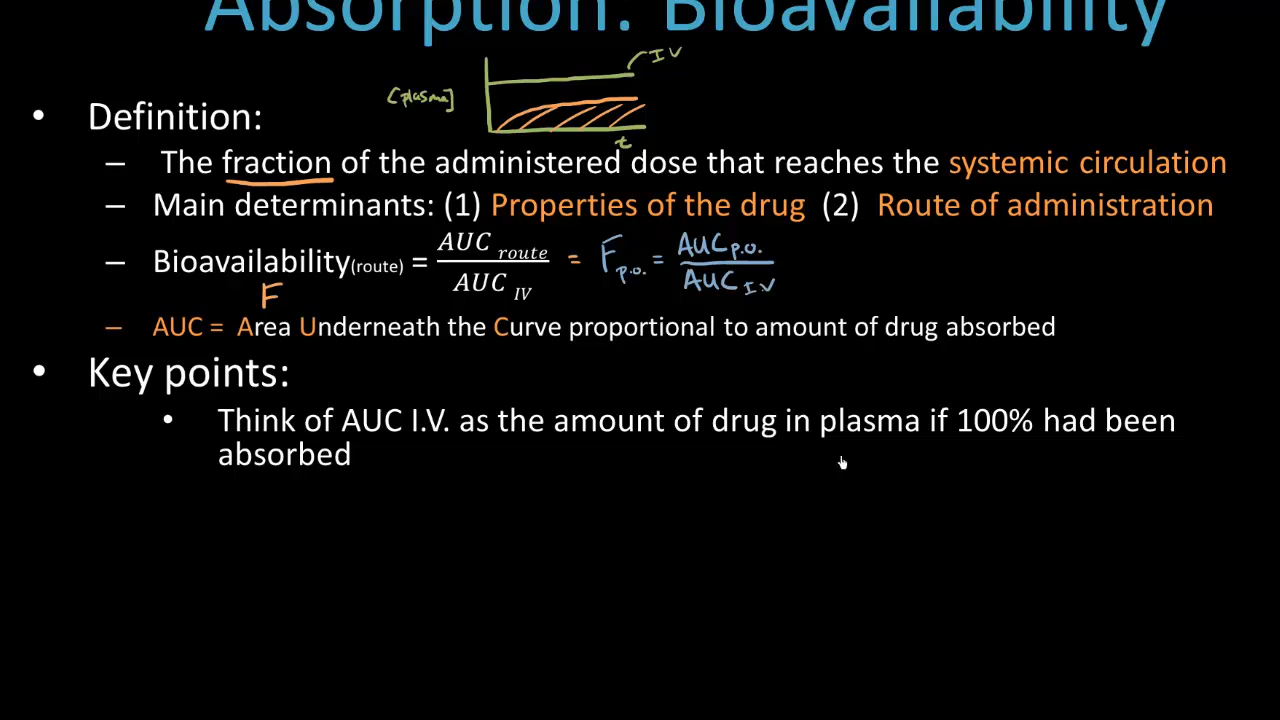 Absorption: Bioavailability
IV
[plasma]
t
• Definition:
– The fraction of the administered dose that reaches the systemic circulation
– Main determinants: (1) Properties of the drug (2) Route of administration
– Bioavailability(route) = AUC route / AUC IV = F p.o. = AUC p.o. / AUC IV
F
– AUC = Area Underneath the Curve proportional to amount of drug absorbed
• Key points:
• Think of AUC I.V. as the amount of drug in plasma if 100% had been
absorbed